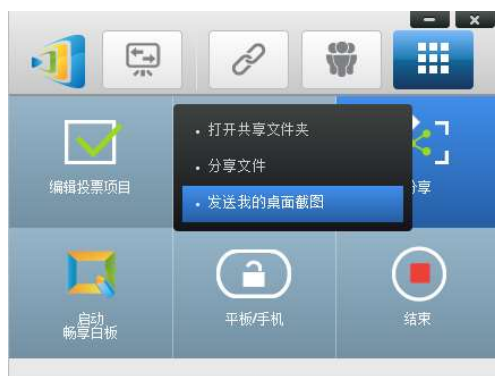 • 打开共享文件夹
• 分享文件
• 发送我的桌面截图
编辑投票项目
享
启动
畅享白板
平板/手机
结束